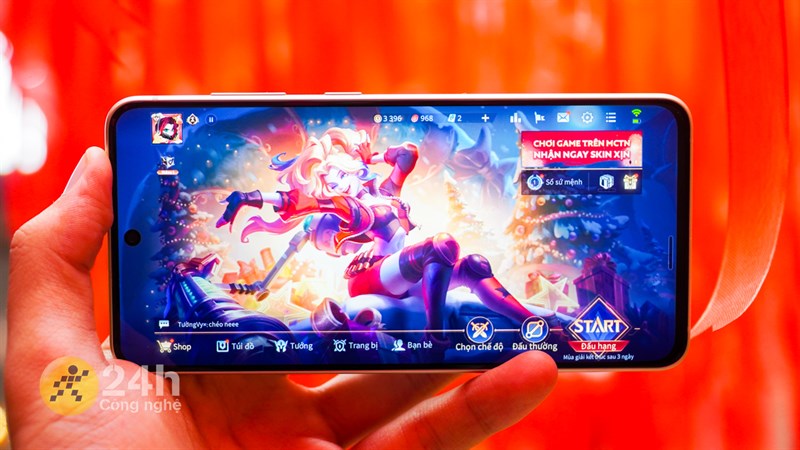 3 396
968
2
CHƠI GAME TRÊN MCTN
NHẬN NGAY SKIN XỊN
Sổ sứ mệnh
TườngVy: chéo neee
Shop
Túi đồ
Tướng
Trang bị
Bạn bè
Chọn chế độ
Đấu thường
START
Đấu hạng
Mùa giải kết thúc sau 3 ngày
24h
Công nghệ